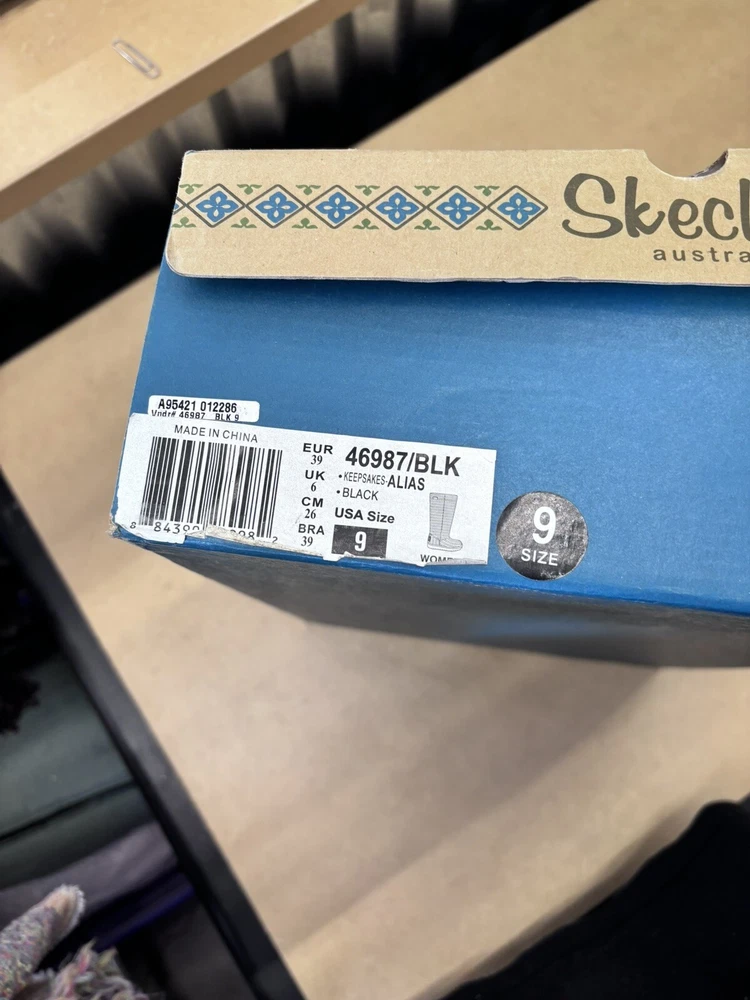 Skec
austra
A95421 012286
Vndr# 46987 BLK 9
MADE IN CHINA
EUR
39
UK
6
CM
26
BRA
39
46987/BLK
•KEEPSAKES-ALIAS
•BLACK
USA Size
9
9
SIZE